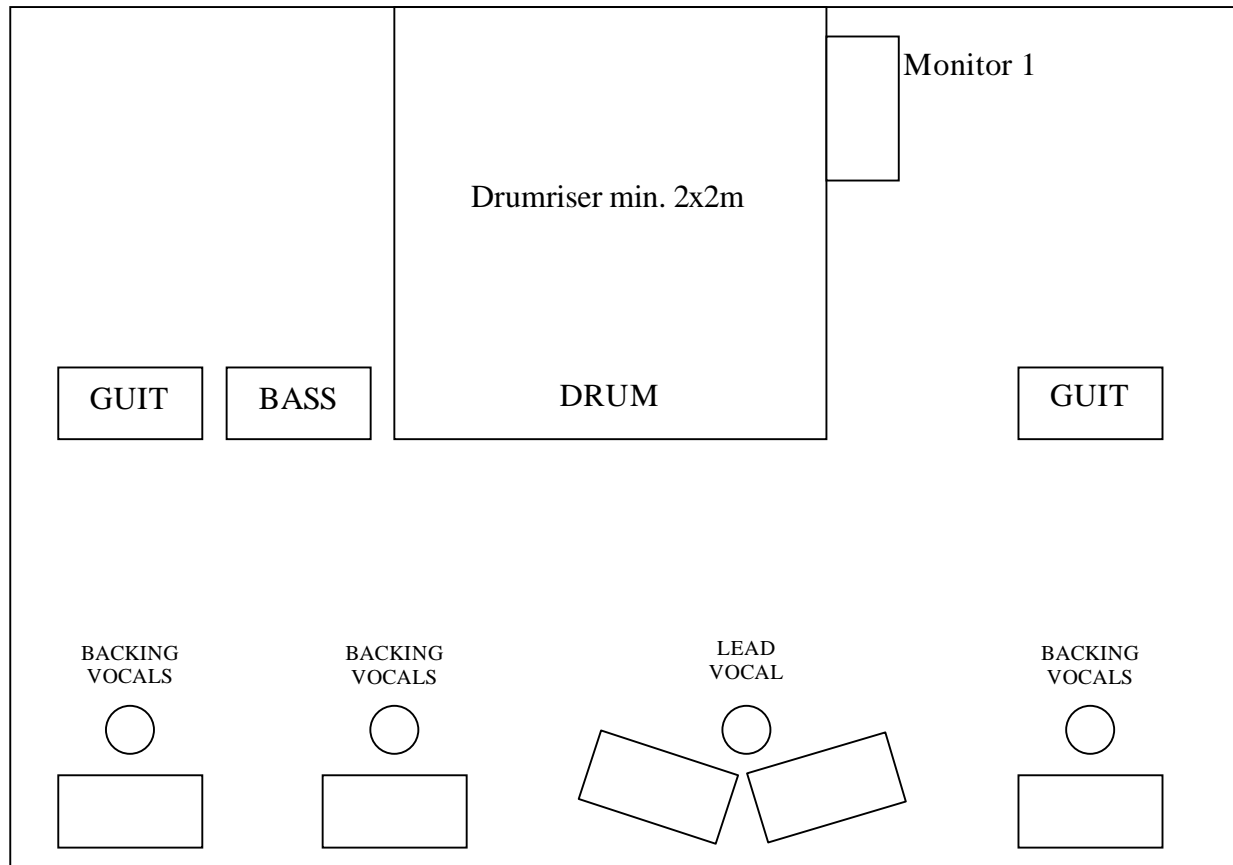 Monitor 1
Drumriser min. 2x2m
GUIT
BASS
DRUM
GUIT
BACKING
VOCALS
BACKING
VOCALS
LEAD
VOCAL
BACKING
VOCALS